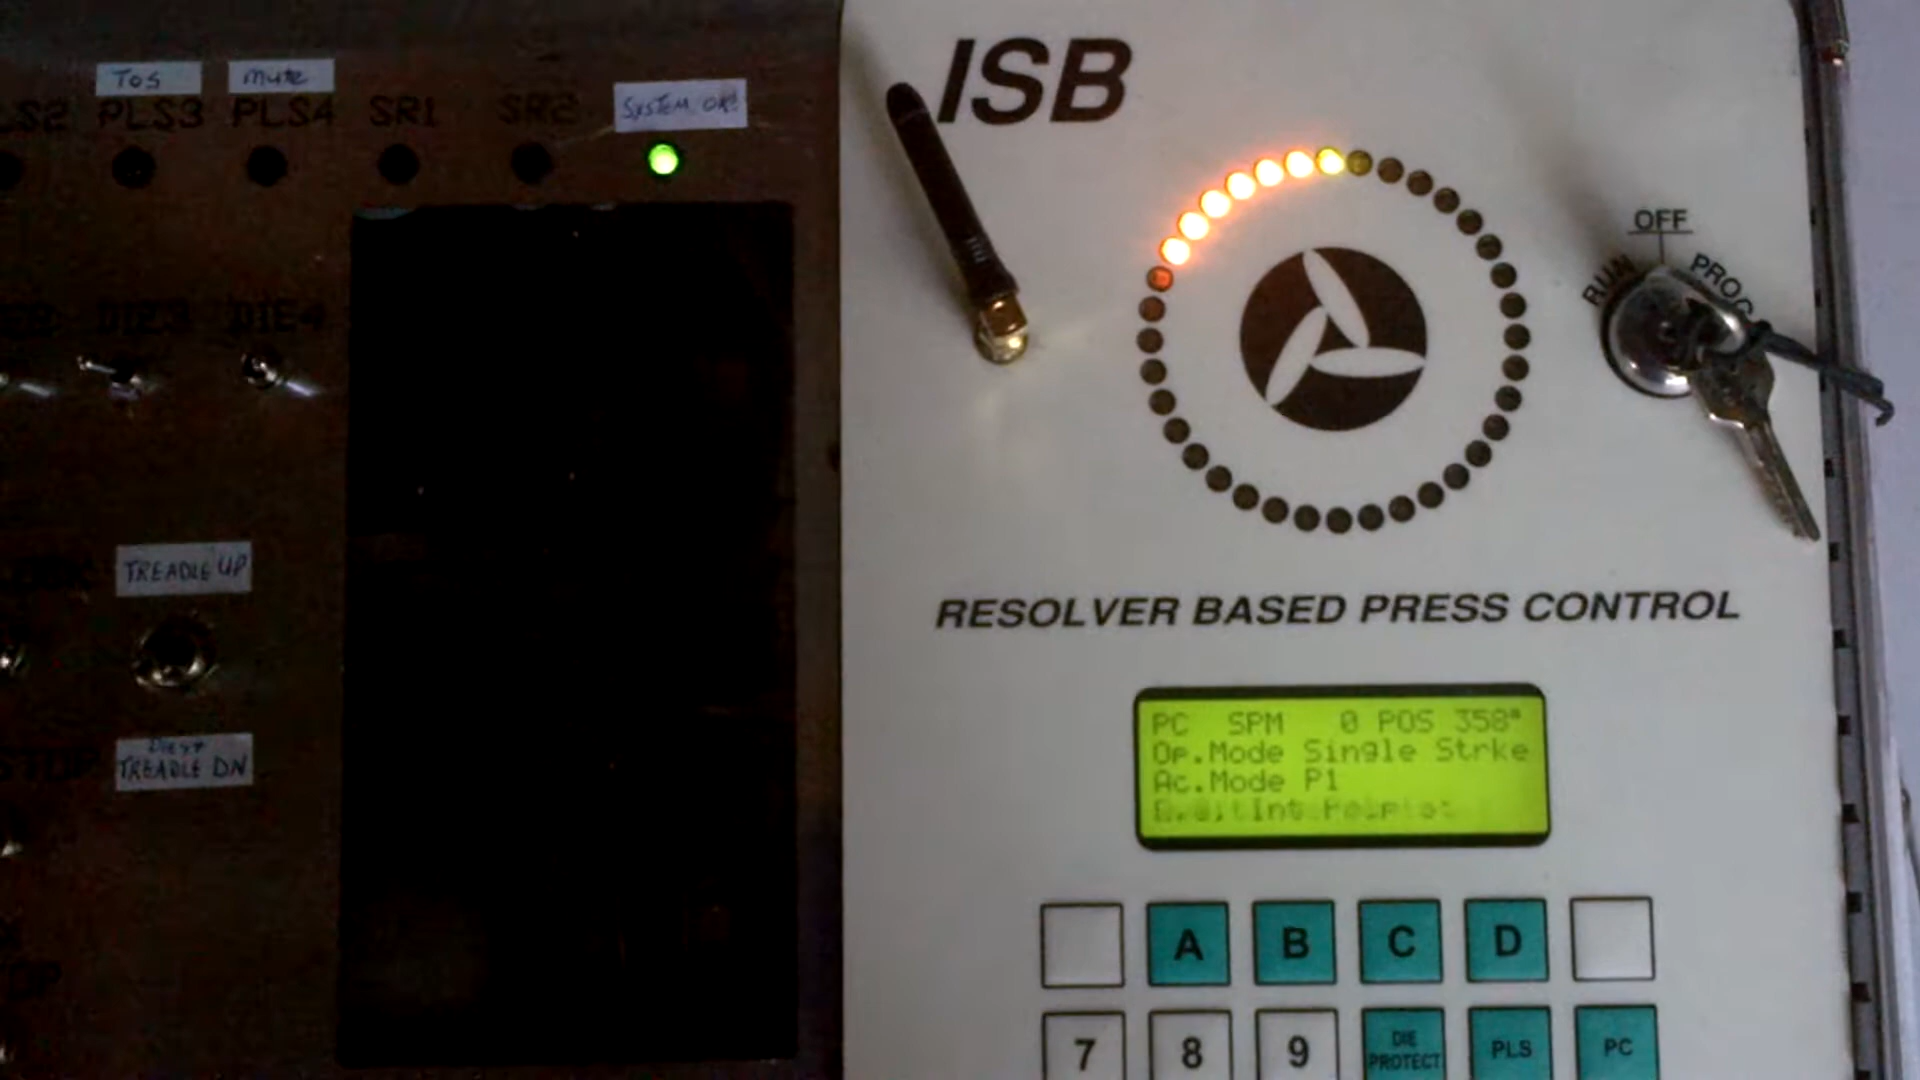 Tos
mute
PLS3
PLS4
SR1
SR2
SYSTEM OK!
DIE3
DIE4
TREADLE UP
TREADLE DN
ISB
OFF
RUN
PROG
RESOLVER BASED PRESS CONTROL
PC SPM 0 POS 358°
Op.Mode Single Strke
Ac.Mode P1
A
B
C
D
7
8
9
DIE
PROTECT
PLS
PC